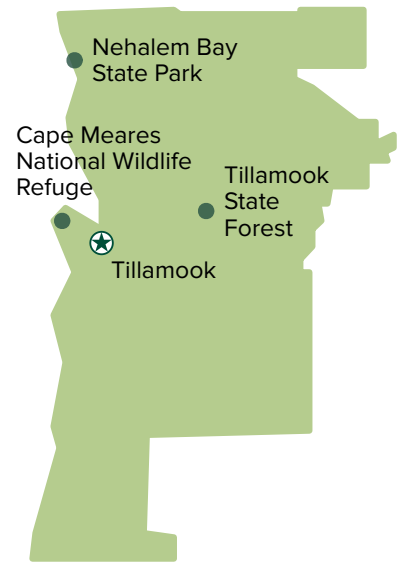 Nehalem Bay
State Park
Cape Meares
National Wildlife
Refuge
Tillamook
State
Forest
Tillamook